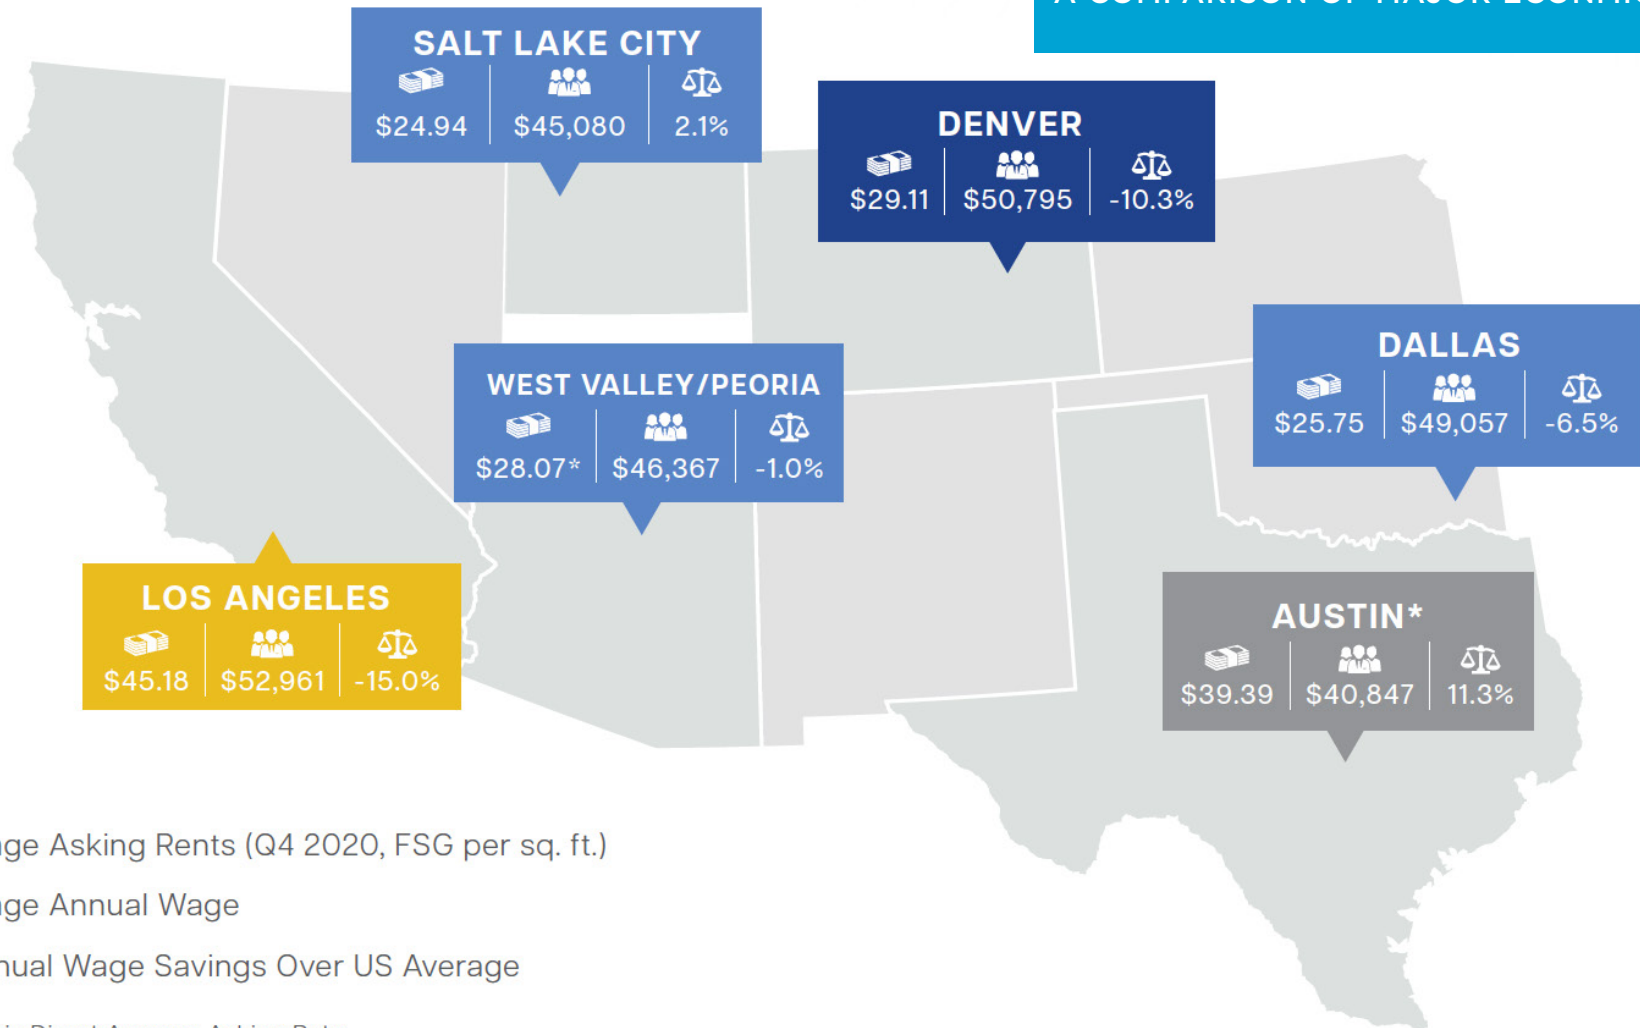 A COMPARISON OF MAJOR
SALT LAKE CITY
$24.94 $45,080 2.1%
DENVER
$29.11 $50,795 -10.3%
DALLAS
$25.75 $49,057 -6.5%
WEST VALLEY/PEORIA
$28.07* $46,367 -1.0%
LOS ANGELES
$45.18 $52,961 -15.0%
AUSTIN*
$39.39 $40,847 11.3%
Asking Rents (Q4 2020, FSG per sq. ft.)
Annual Wage
Wage Savings Over US Average